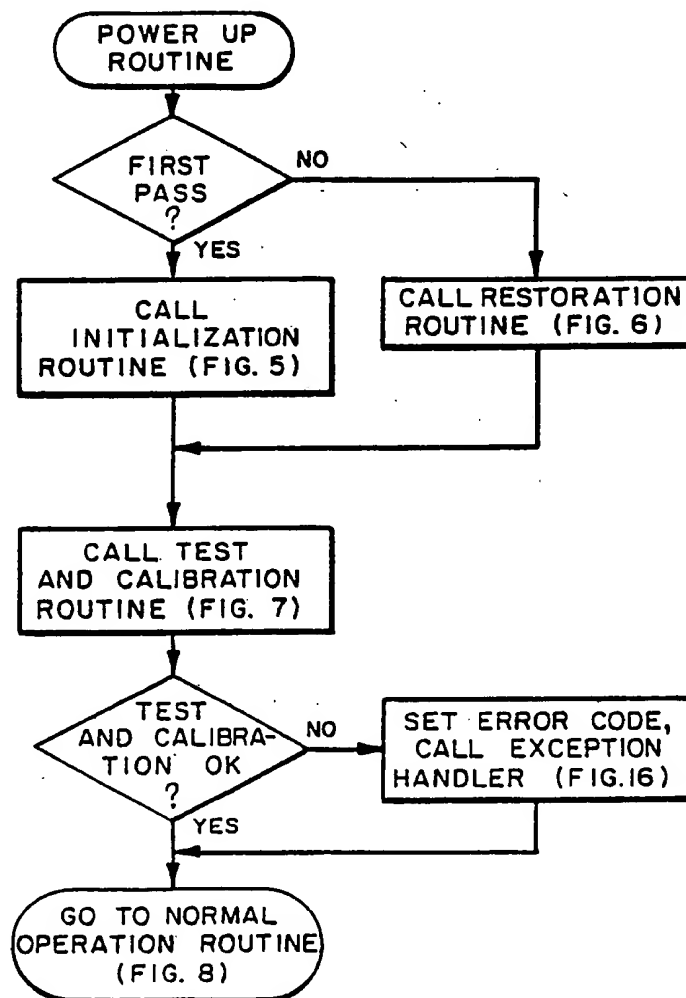 POWER UP
ROUTINE
FIRST
PASS
?
NO
YES
CALL
INITIALIZATION
ROUTINE (FIG. 5)
CALL RESTORATION
ROUTINE (FIG. 6)
CALL TEST
AND CALIBRATION
ROUTINE (FIG. 7)
TEST
AND CALIBRA-
TION OK
?
NO
YES
SET ERROR CODE,
CALL EXCEPTION
HANDLER (FIG.16)
GO TO NORMAL
OPERATION ROUTINE
(FIG. 8)